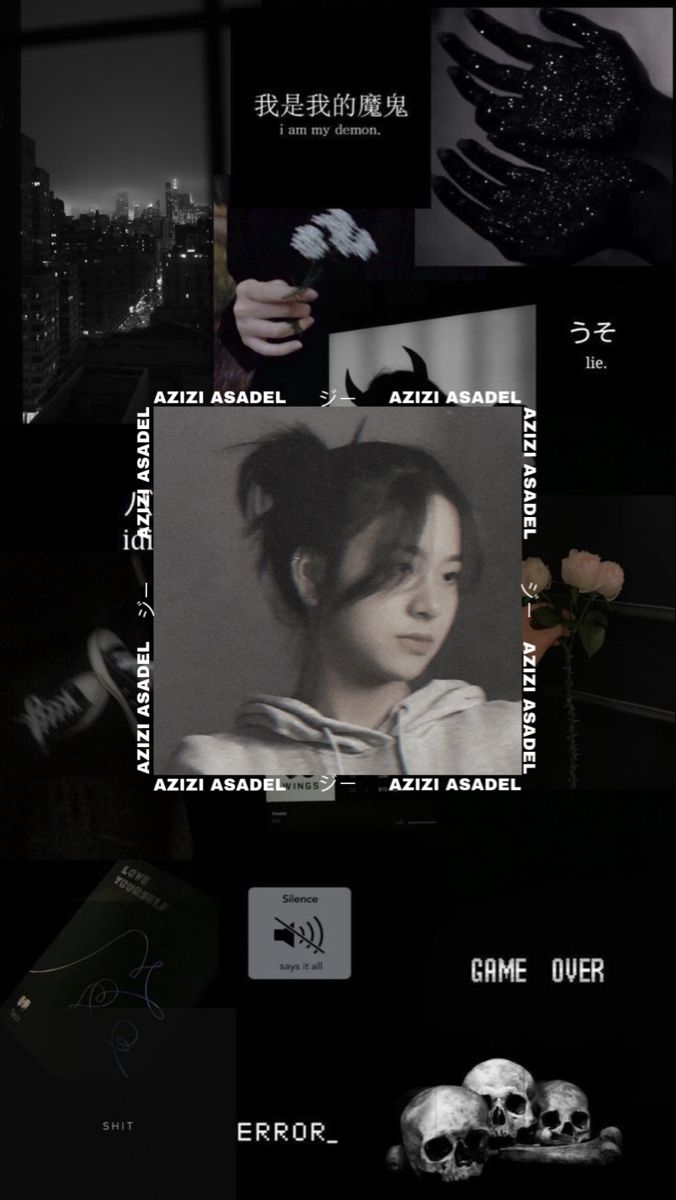 我是我的魔鬼
i am my demon.
うそ
lie.
AZIZI ASADEL ジー AZIZI ASADEL
AZIZI ASADEL ジー AZIZI ASADEL
AZIZI ASADEL ジー AZIZI ASADEL
AZIZI ASADEL ジー AZIZI ASADEL
WINGS
LOVE
YOURSELF
Silence
says it all
GAME OVER
SHIT
ERROR_